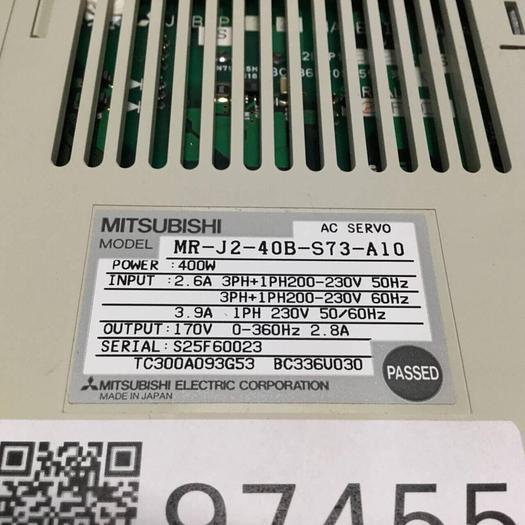 MITSUBISHI
AC SERVO
MODEL MR-J2-40B-S73-A10
POWER :400W
INPUT :2.6A 3PH+1PH200-230V 50Hz
3PH+1PH200-230V 60Hz
3.9A 1PH 230V 50/60Hz
OUTPUT:170V 0-360Hz 2.8A
SERIAL:S25F60023
TC300A093G53 BC336U030
PASSED
MITSUBISHI ELECTRIC CORPORATION
MADE IN JAPAN
97455